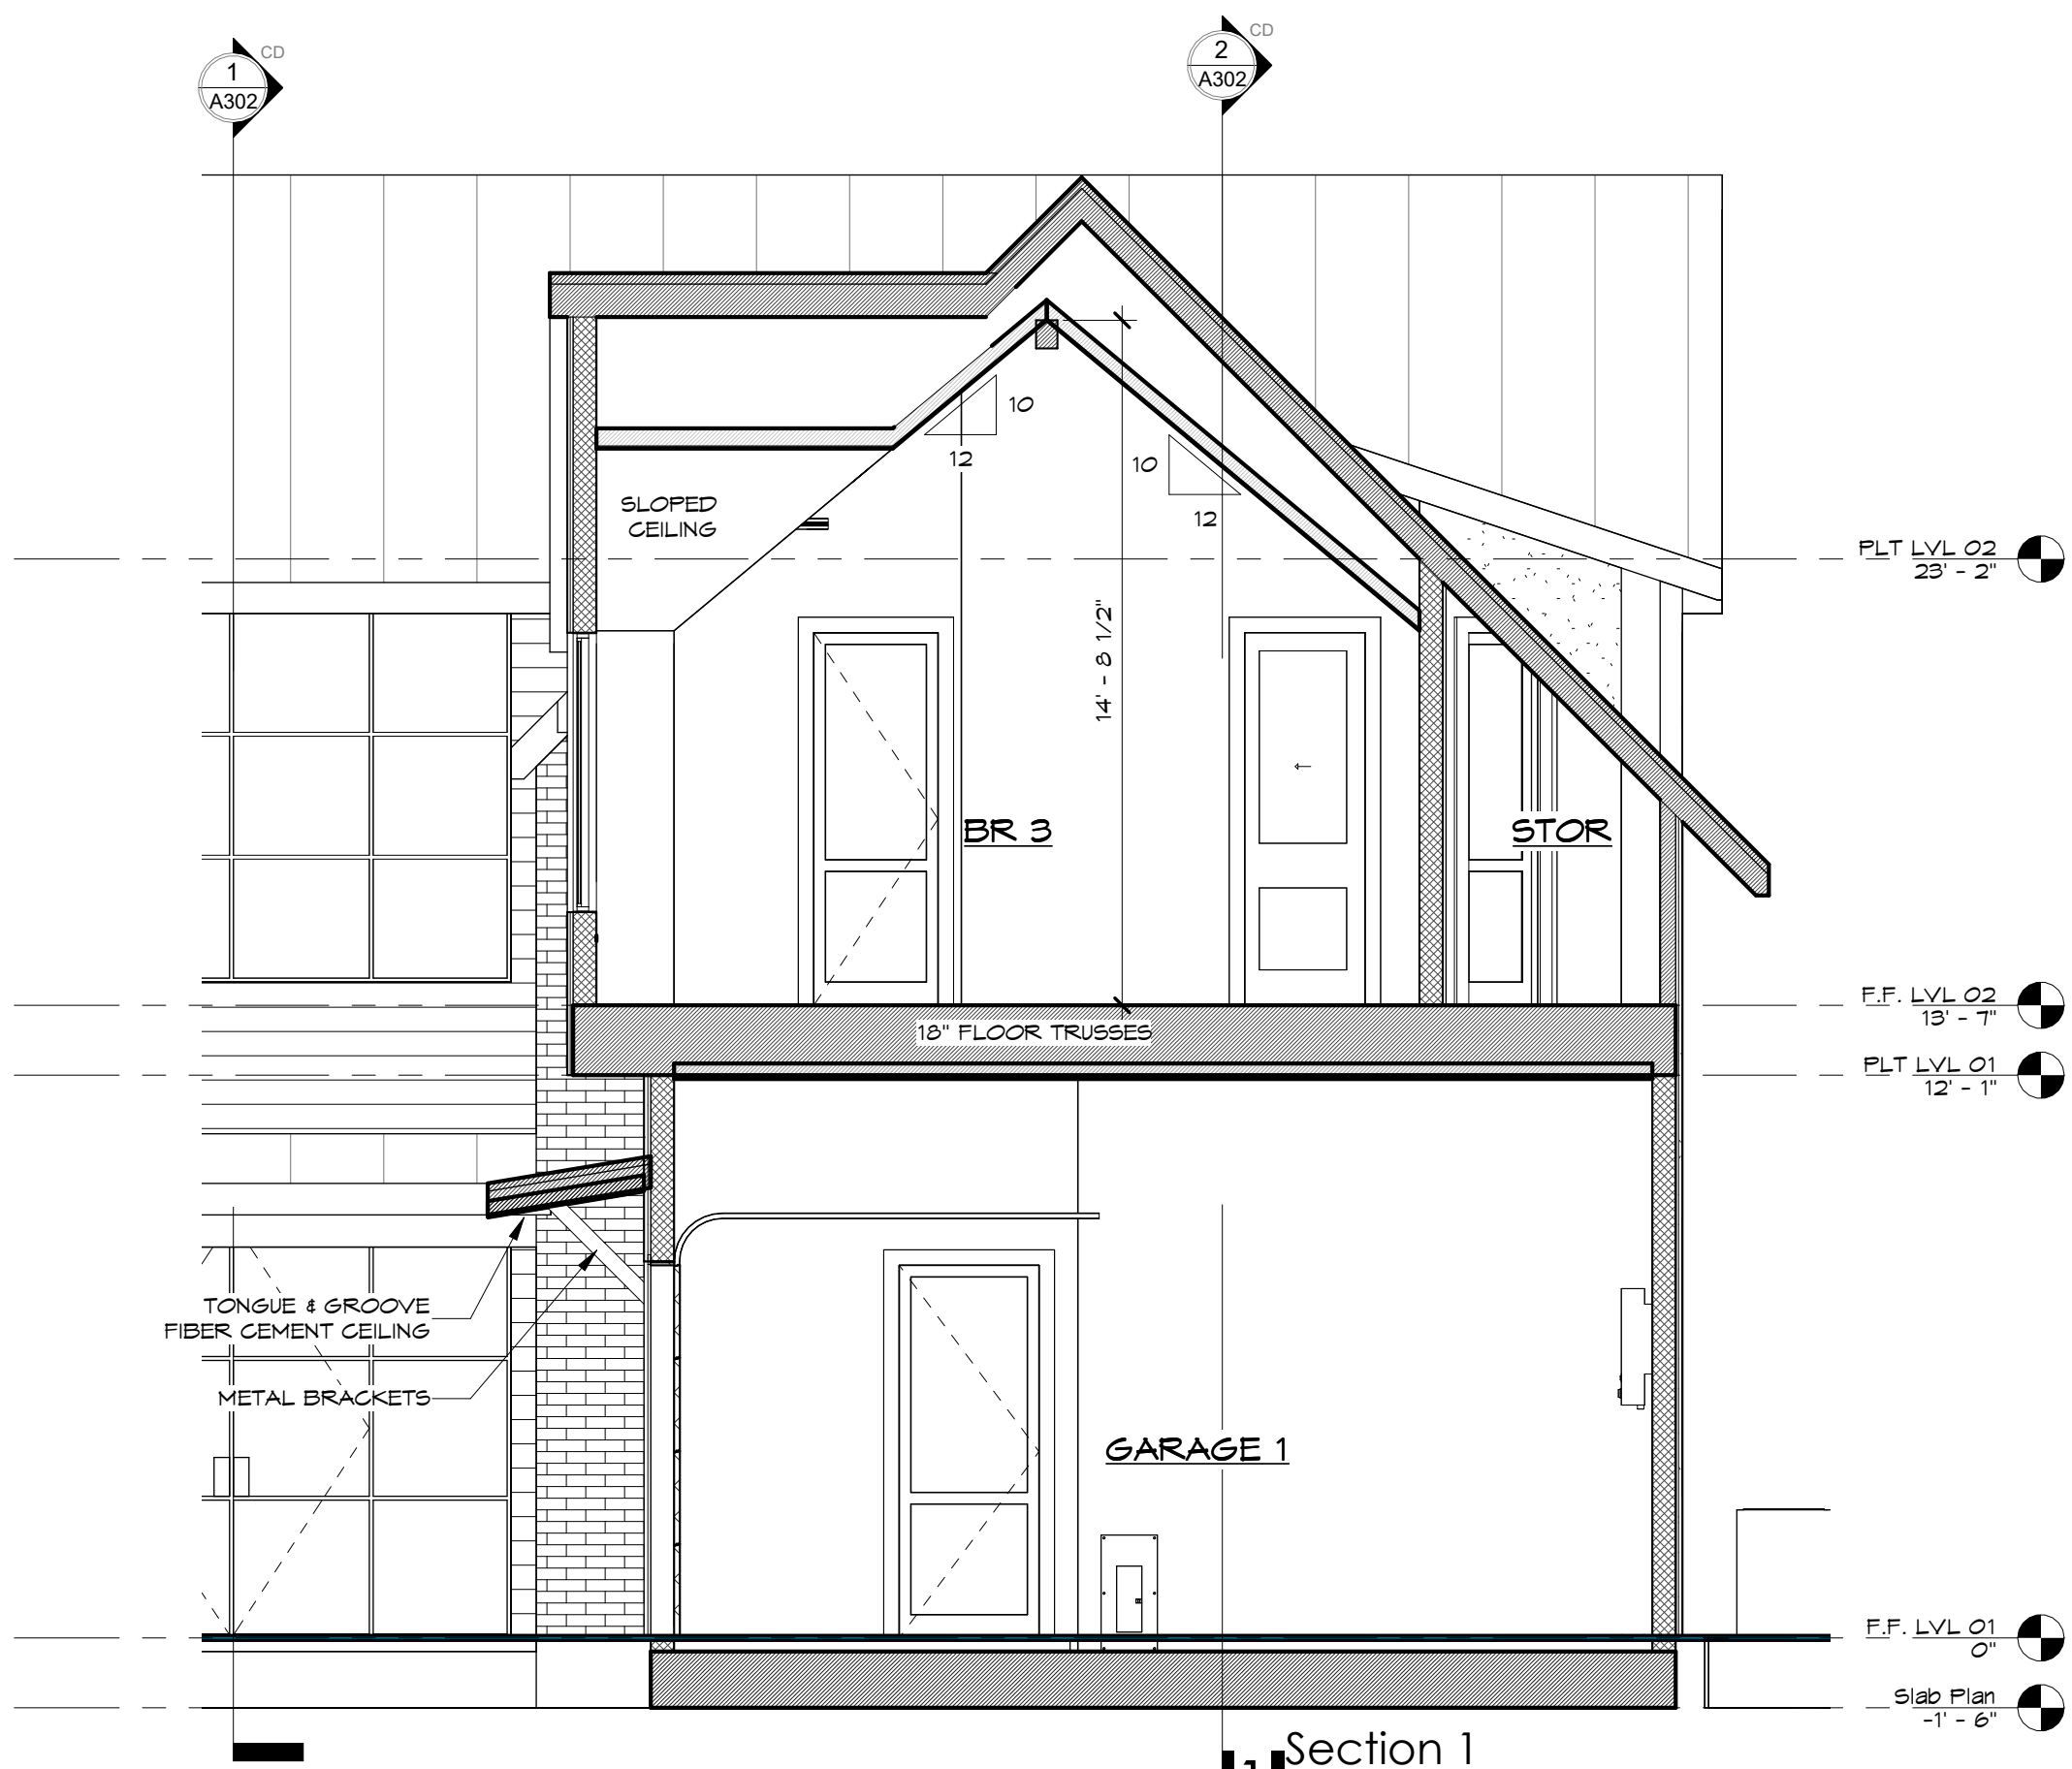 CD
1
A302
CD
2
A302
10
12
10
12
SLOPED
CEILING
PLT LVL 02
23' - 2"
14' - 8 1/2"
BR 3
STOR
F.F. LVL 02
13' - 7"
18" FLOOR TRUSSES
PLT LVL 01
12' - 1"
TONGUE & GROOVE
FIBER CEMENT CEILING
METAL BRACKETS
GARAGE 1
F.F. LVL 01
0"
Slab Plan
-1' - 6"
Section 1